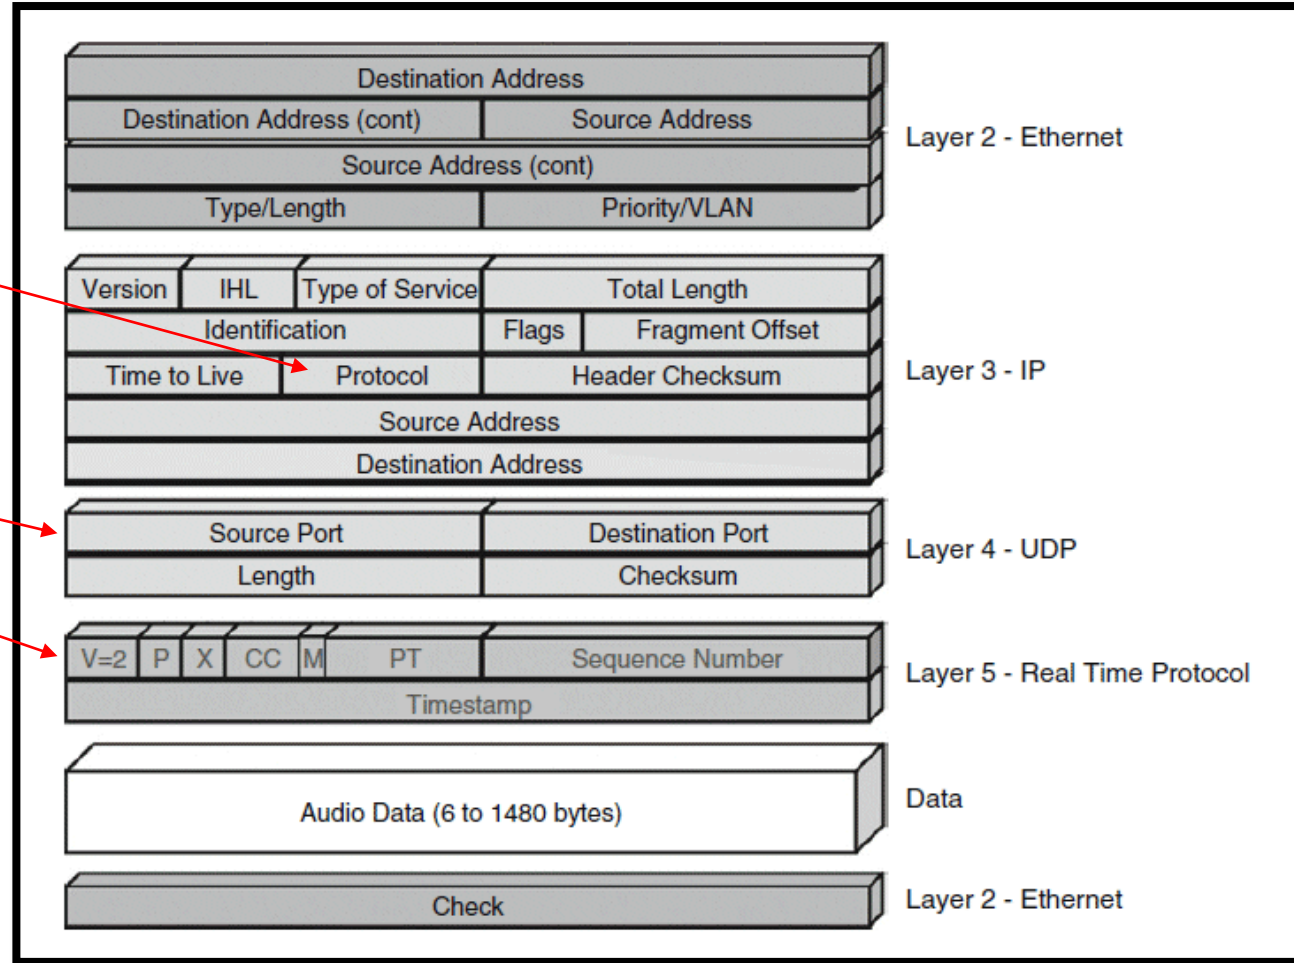 Destination Address
Destination Address (cont) Source Address
Layer 2 - Ethernet
Source Address (cont)
Type/Length Priority/VLAN
Version IHL Type of Service Total Length
Identification Flags Fragment Offset
Time to Live Protocol Header Checksum
Layer 3 - IP
Source Address
Destination Address
Source Port Destination Port
Layer 4 - UDP
Length Checksum
V=2 P X CC M PT Sequence Number
Layer 5 - Real Time Protocol
Timestamp
Audio Data (6 to 1480 bytes)
Data
Check
Layer 2 - Ethernet